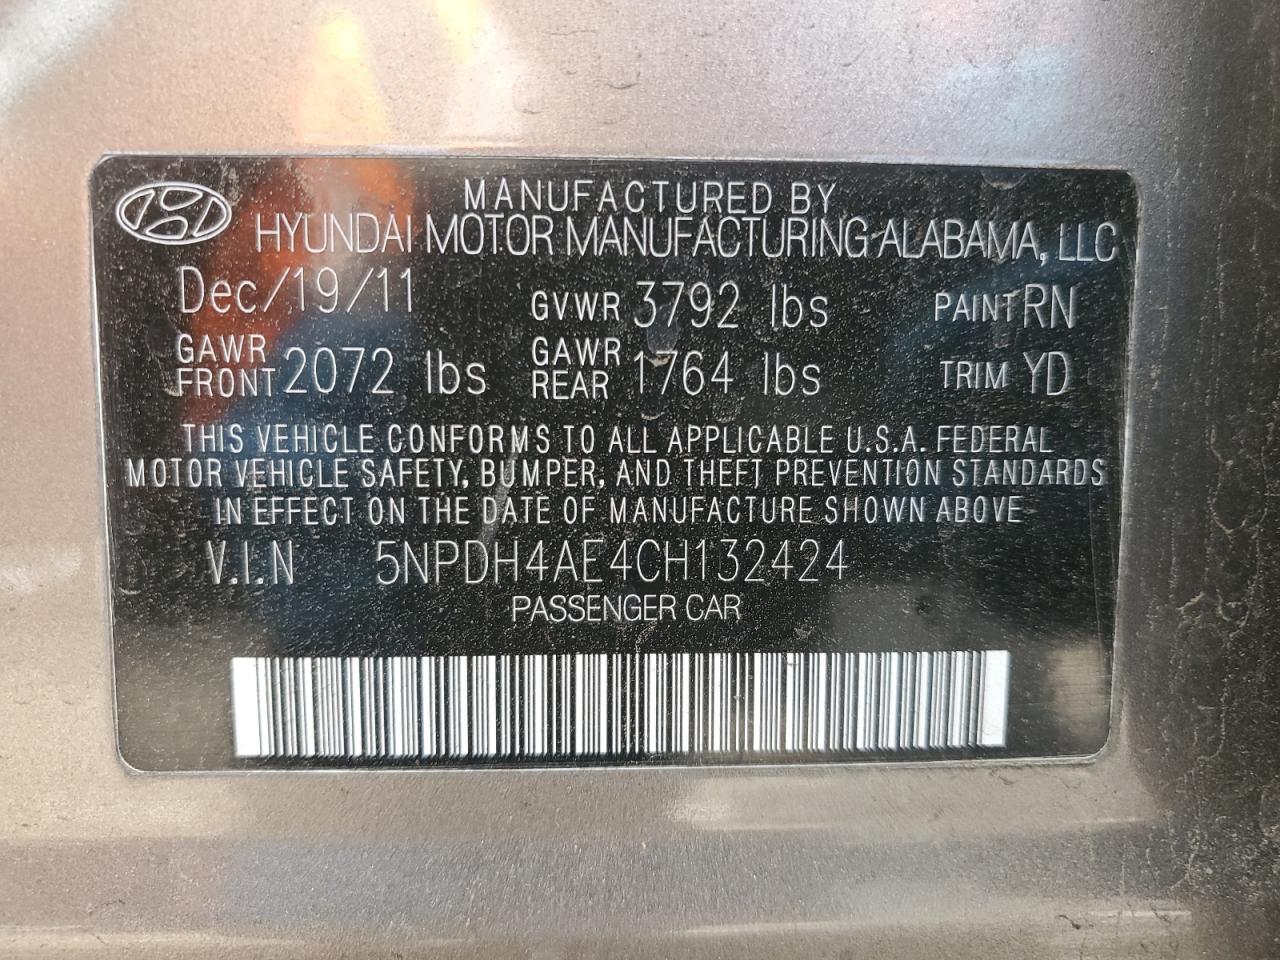 MANUFACTURED BY
HYUNDAI MOTOR MANUFACTURING ALABAMA, LLC
Dec/19/11 GVWR 3792 lbs PAINT RN
GAWR FRONT 2072 lbs GAWR REAR 1764 lbs TRIM YD
THIS VEHICLE CONFORMS TO ALL APPLICABLE U.S.A. FEDERAL
MOTOR VEHICLE SAFETY, BUMPER, AND THEFT PREVENTION STANDARDS
IN EFFECT ON THE DATE OF MANUFACTURE SHOWN ABOVE
V.I.N 5NPDH4AE4CH132424
PASSENGER CAR